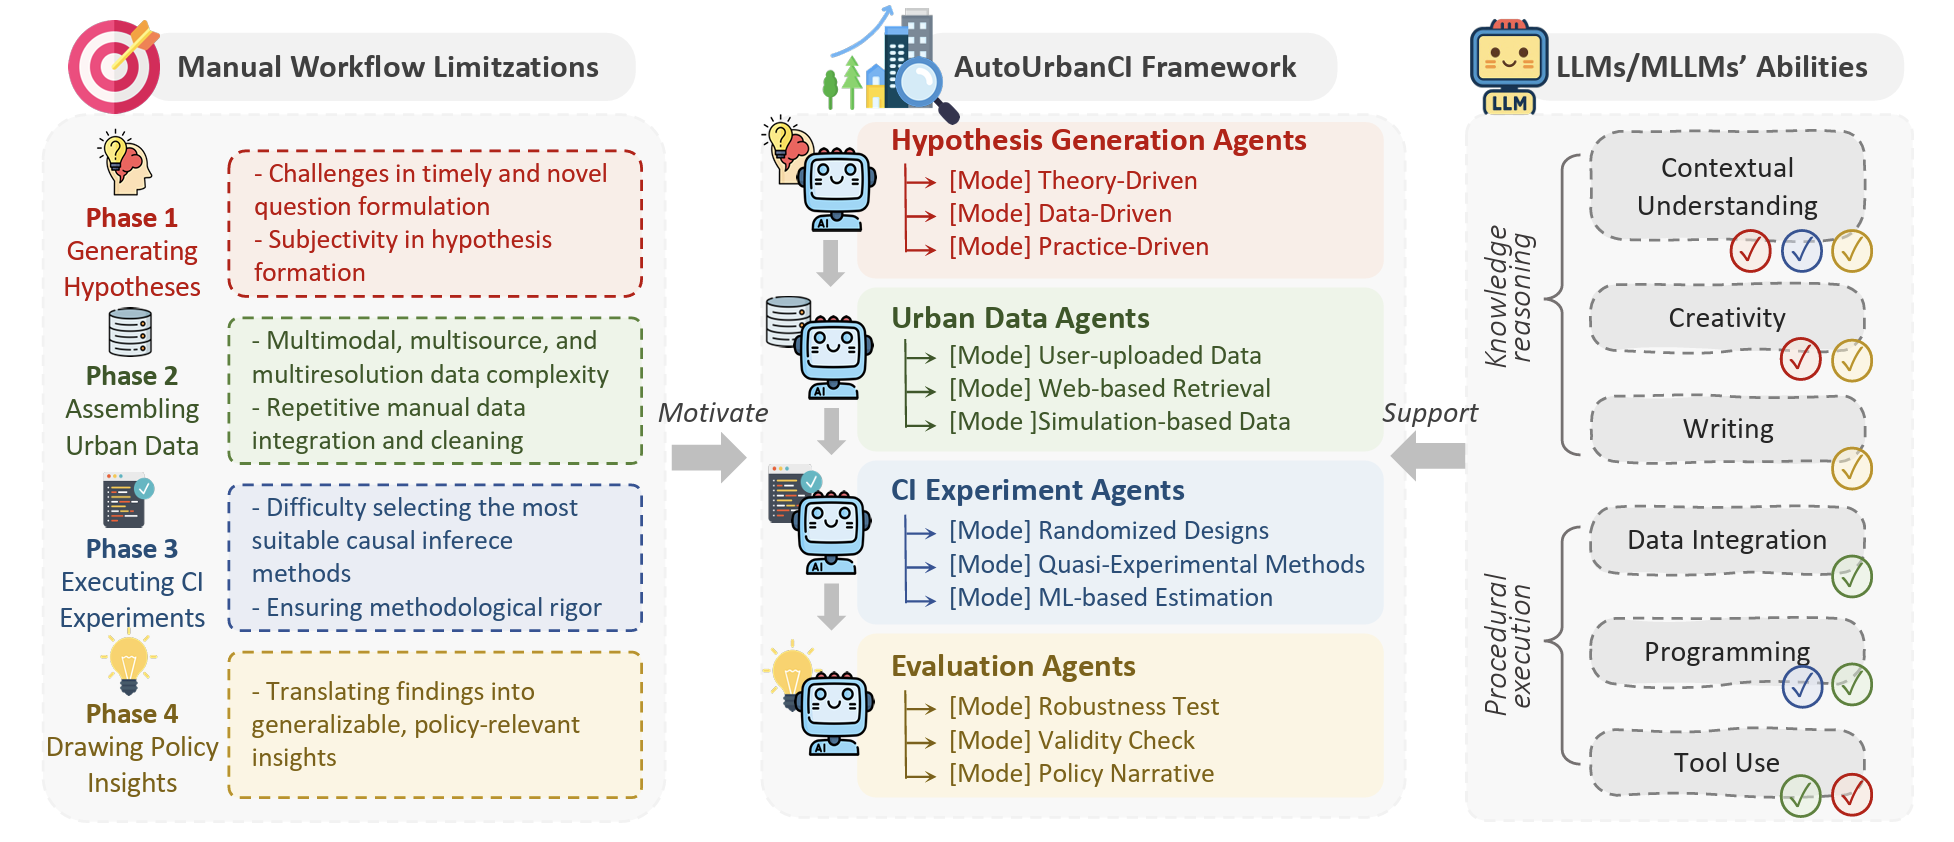 Manual Workflow Limitzations
Phase 1
Generating
Hypotheses
- Challenges in timely and novel
question formulation
- Subjectivity in hypothesis
formation
Phase 2
Assembling
Urban Data
- Multimodal, multisource, and
multiresolution data complexity
- Repetitive manual data
integration and cleaning
Phase 3
Executing CI
Experiments
- Difficulty selecting the most
suitable causal inferece
methods
- Ensuring methodological rigor
Phase 4
Drawing Policy
Insights
- Translating findings into
generalizable, policy-relevant
insights
Motivate
AutoUrbanCI Framework
AI
Hypothesis Generation Agents
[Mode] Theory-Driven
[Mode] Data-Driven
[Mode] Practice-Driven
AI
Urban Data Agents
[Mode] User-uploaded Data
[Mode] Web-based Retrieval
[Mode ]Simulation-based Data
AI
CI Experiment Agents
[Mode] Randomized Designs
[Mode] Quasi-Experimental Methods
[Mode] ML-based Estimation
AI
Evaluation Agents
[Mode] Robustness Test
[Mode] Validity Check
[Mode] Policy Narrative
Support
LLM
LLMs/MLLMs’ Abilities
Knowledge
reasoning
Contextual
Understanding
Creativity
Writing
Procedural
execution
Data Integration
Programming
Tool Use